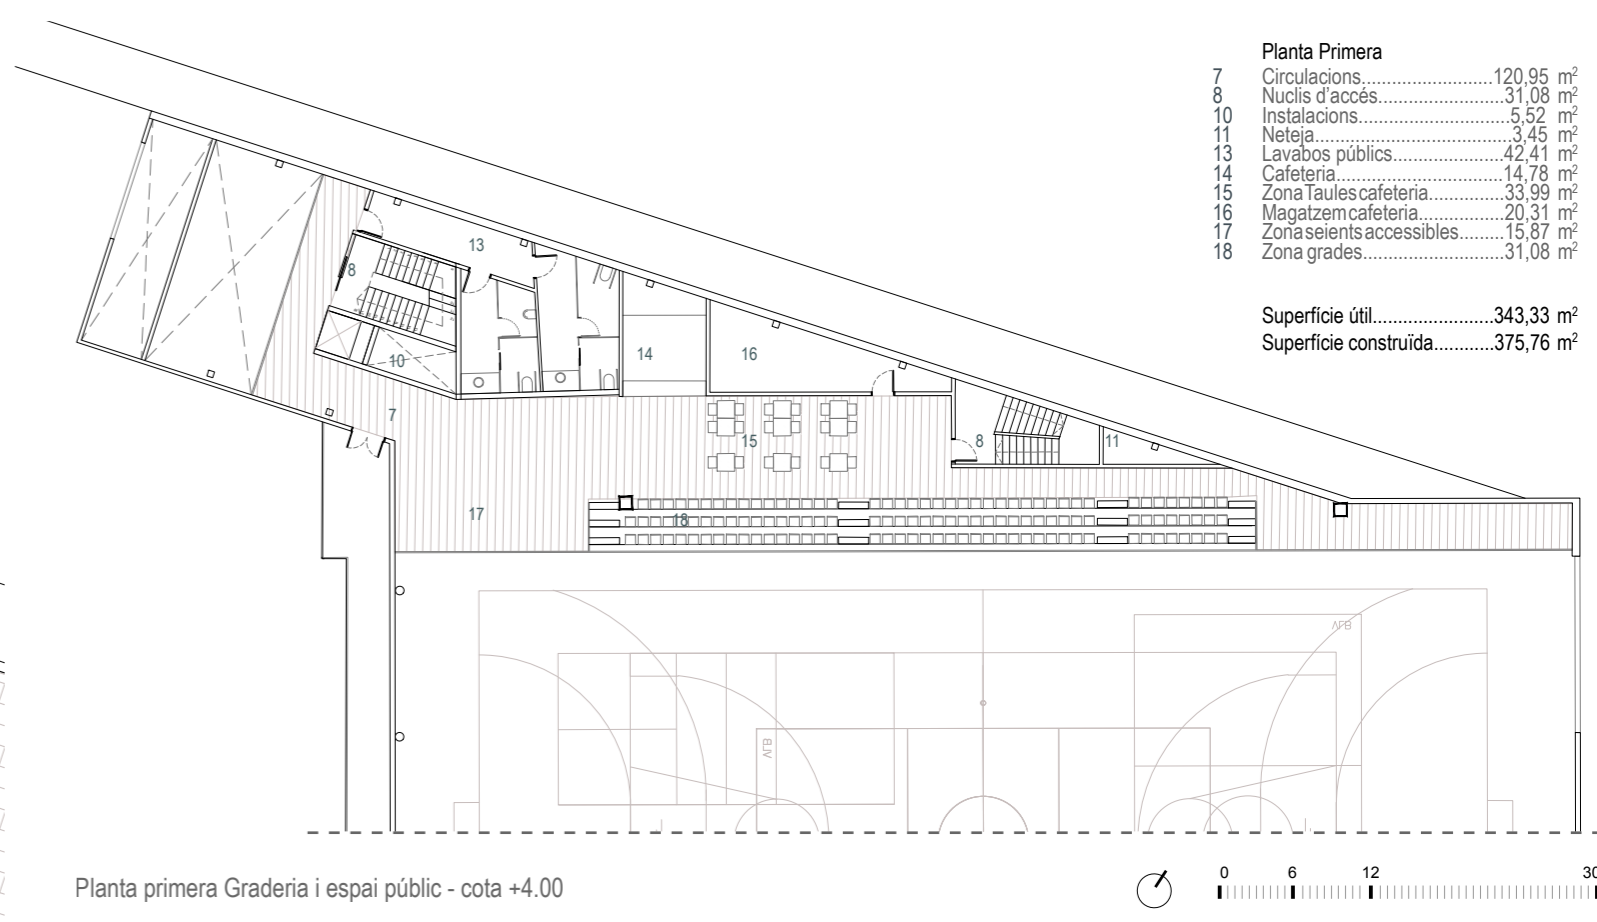 Planta Primera
7 Circulacions..........................120,95 m²
8 Nuclis d'accés..........................31,08 m²
10 Instalacions....................................5,52 m²
11 Neteja........................................3,45 m²
13 Lavabos públics.......................42,41 m²
14 Cafeteria..................................14,78 m²
15 Zona Taules cafeteria...............33,99 m²
16 Magatzem cafeteria.................20,31 m²
17 Zona seients accessibles.........15,87 m²
18 Zona grades............................31,08 m²
Superfície útil.......................343,33 m²
Superfície construïda............375,76 m²
13
8
10
14
16
7
15
8
11
17
18
VLB
VLB
Planta primera Graderia i espai públic - cota +4.00
0 6 12 30